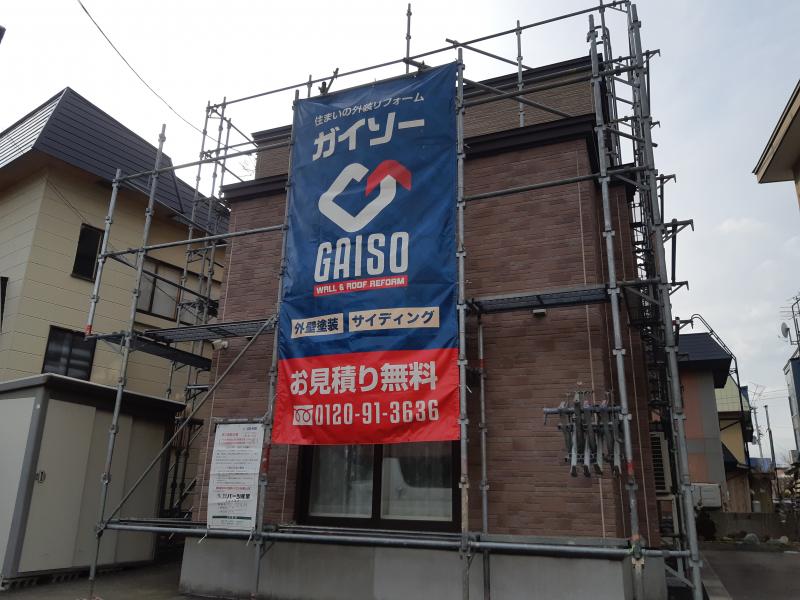 住まいの外装リフォーム
ガイソー
GAISO
WALL & ROOF REFORM
外壁塗装 サイディング
お見積り無料
0120-91-3636